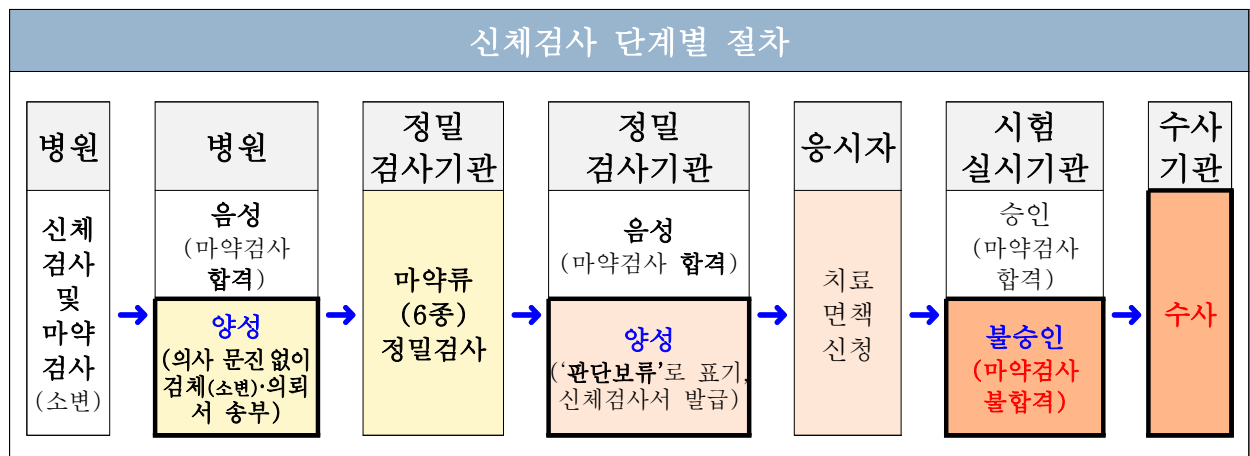 신체검사 단계별 절차
병원
신체
검사
및
마약
검사
(소변)
병원
음성
(마약검사
합격)
양성
(의사 문진 없이
검체(소변)·의뢰
서 송부)
정밀
검사기관
마약류
(6종)
정밀검사
정밀
검사기관
음성
(마약검사 합격)
양성
(‘판단보류’로 표기,
신체검사서 발급)
응시자
치료
면책
신청
시험
실시기관
승인
(마약검사
합격)
불승인
(마약검사
불합격)
수사
기관
수사